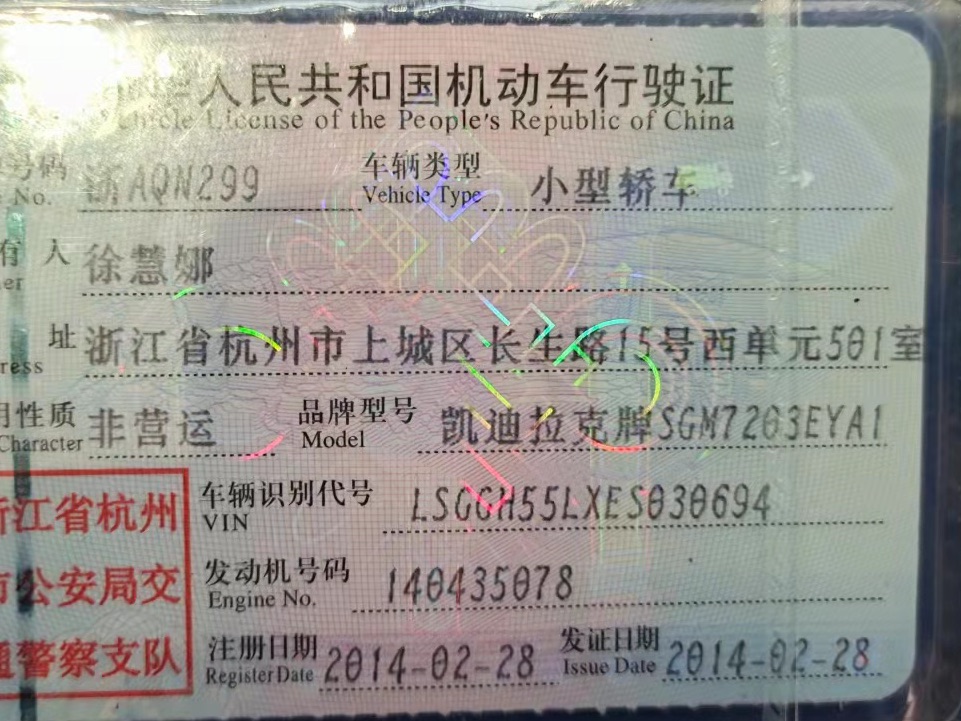 人民共和国机动车行驶证
Vehicle License of the People's Republic of China
号码 浙AQN299 车辆类型 小型轿车
No. Vehicle Type
有 人 徐慧娜
址 浙江省杭州市上城区长生路15号西单元501室
性质 非营运 品牌型号 凯迪拉克牌SGM7203EYA1
Character Model
车辆识别代号 LSGGH55LXES030694
VIN
发动机号码 140435078
Engine No.
注册日期 2014-02-28 发证日期 2014-02-28
Register Date Issue Date
江省杭州
公安局交
警察支队